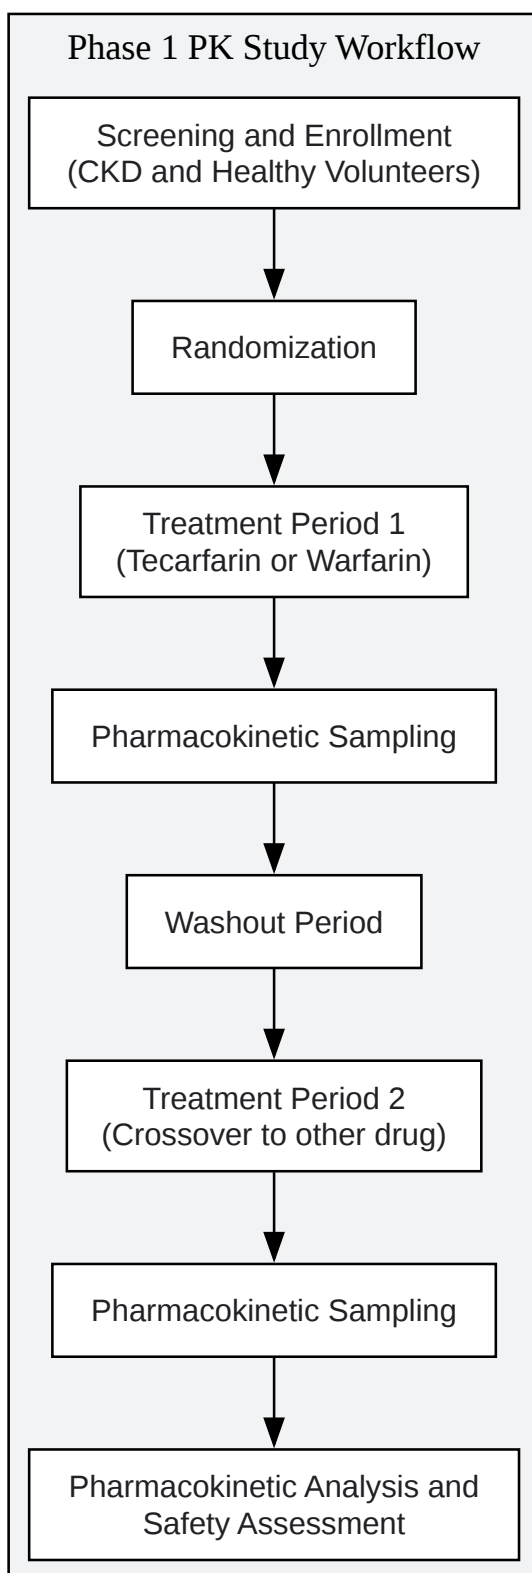 Phase 1 PK Study Workflow
Screening and Enrollment
(CKD and Healthy Volunteers)
Randomization
Treatment Period 1
(Tecarfarin or Warfarin)
Pharmacokinetic Sampling
Washout Period
Treatment Period 2
(Crossover to other drug)
Pharmacokinetic Sampling
Pharmacokinetic Analysis and
Safety Assessment